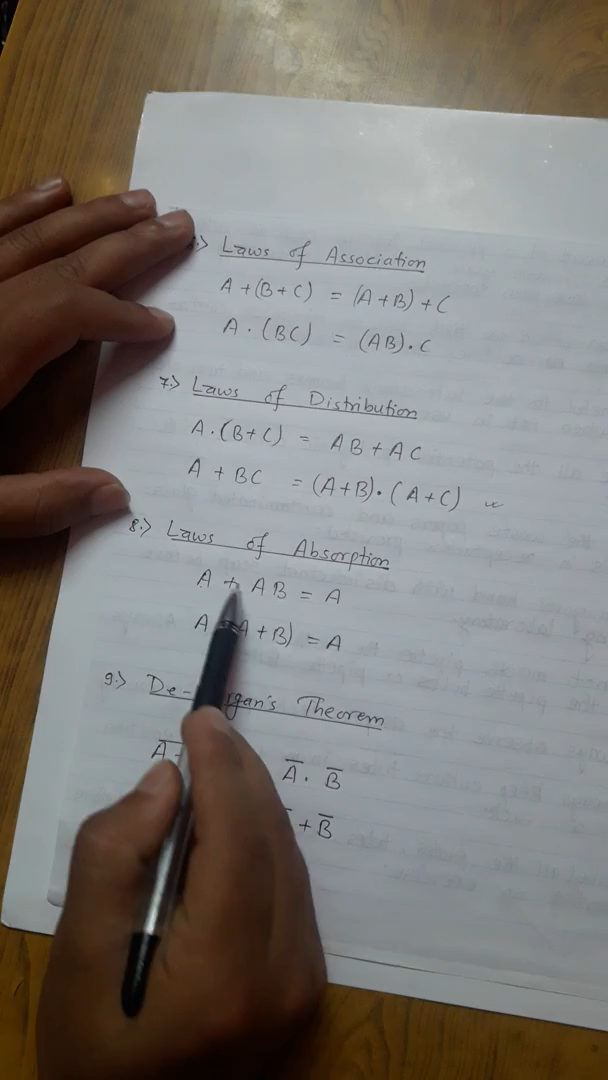 Laws of Association
A + (B + C) = (A + B) + C
A . (BC) = (AB) . C
7.> Laws of Distribution
A . (B + C) = AB + AC
A + BC = (A + B) . (A + C)
8.> Laws of Absorption
A + AB = A
A + B) = A
9.> De- gan's Theorem
A̅ A̅ . B̅
+ B̅